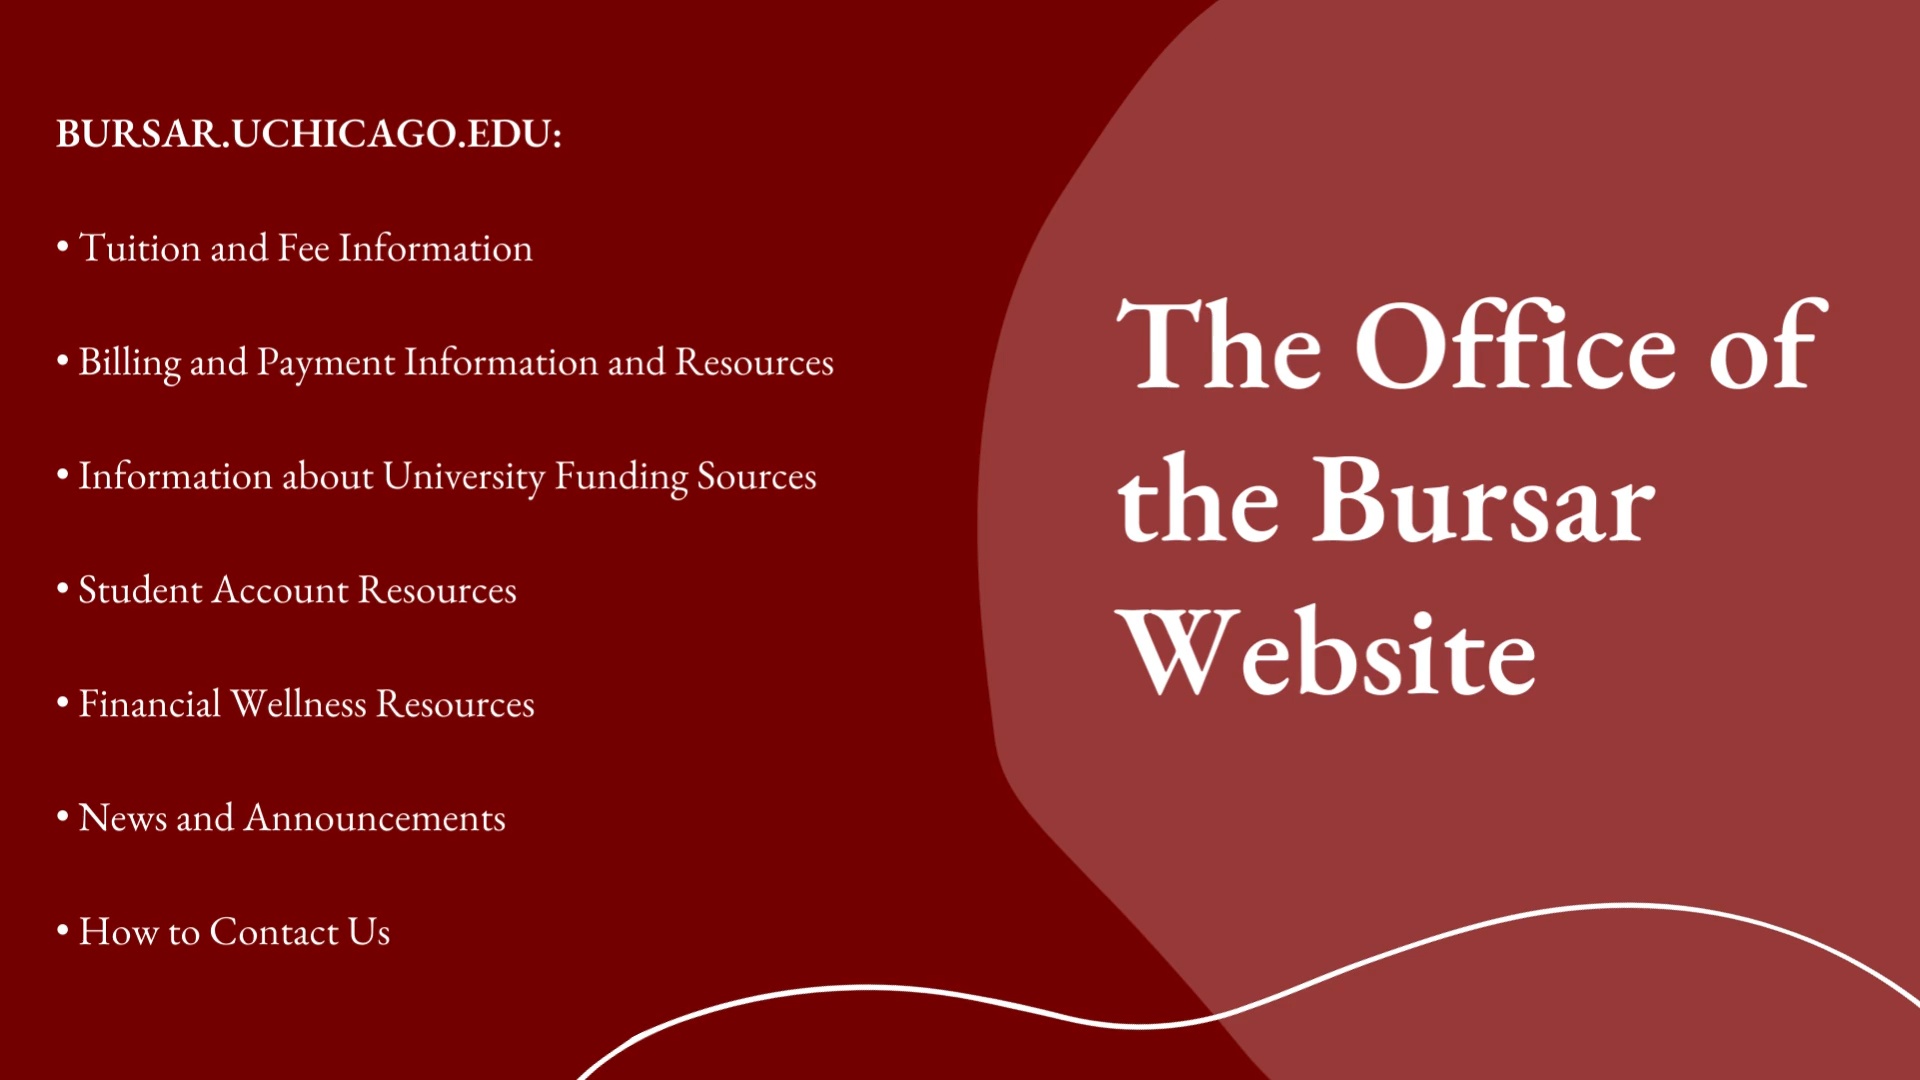 BURSAR.UCHICAGO.EDU:
• Tuition and Fee Information
• Billing and Payment Information and Resources
• Information about University Funding Sources
• Student Account Resources
• Financial Wellness Resources
• News and Announcements
• How to Contact Us
The Office of
the Bursar
Website